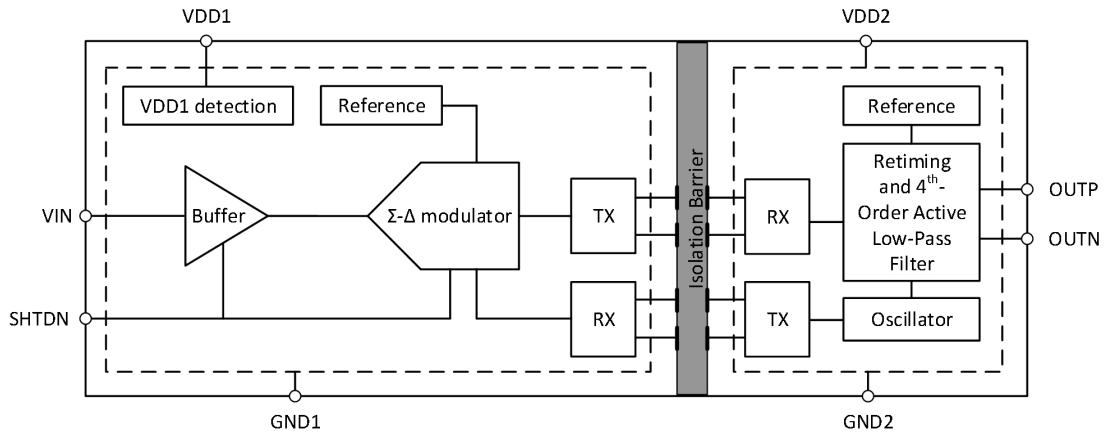 VDD1
VDD2
VDD1 detection
Reference
Reference
Isolation Barrier
Retiming
and 4th-
Order Active
Low-Pass
Filter
VIN
Buffer
Σ-Δ modulator
TX
RX
OUTP
OUTN
SHTDN
RX
TX
Oscillator
GND1
GND2